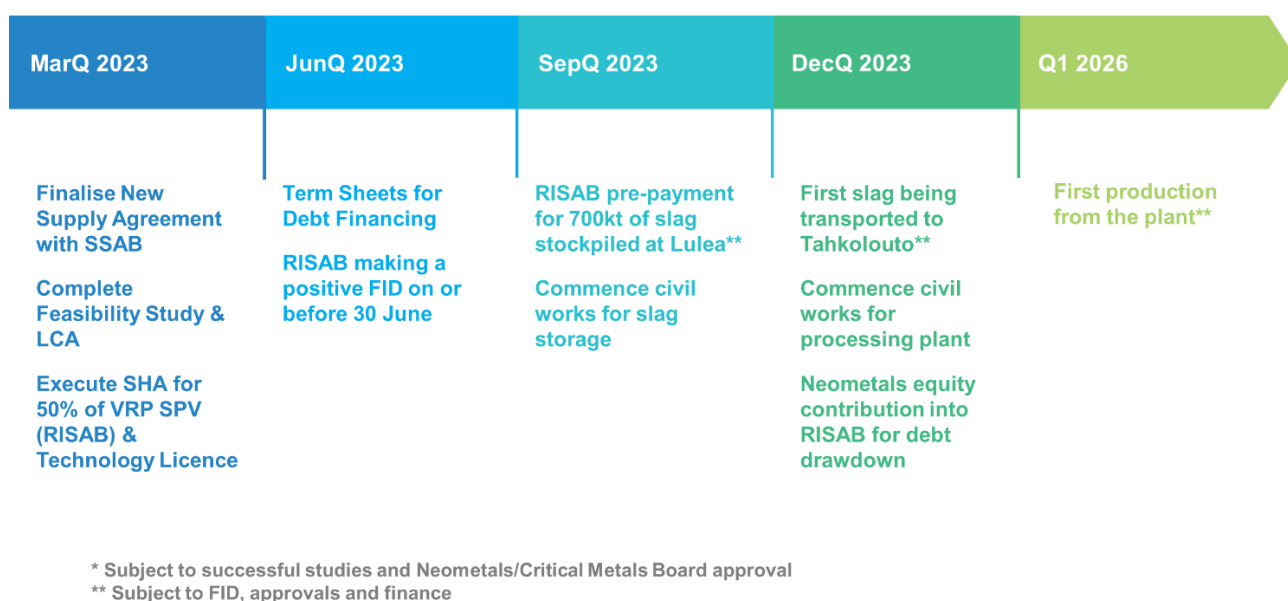 MarQ 2023
JunQ 2023
SepQ 2023
DecQ 2023
Q1 2026
Finalise New
Supply Agreement
with SSAB
Complete
Feasibility Study &
LCA
Execute SHA for
50% of VRP SPV
(RISAB) &
Technology Licence
Term Sheets for
Debt Financing
RISAB making a
positive FID on or
before 30 June
RISAB pre-payment
for 700kt of slag
stockpiled at Lulea**
Commence civil
works for slag
storage
First slag being
transported to
Tahkolouto**
Commence civil
works for
processing plant
Neometals equity
contribution into
RISAB for debt
drawdown
First production
from the plant**
* Subject to successful studies and Neometals/Critical Metals Board approval
** Subject to FID, approvals and finance